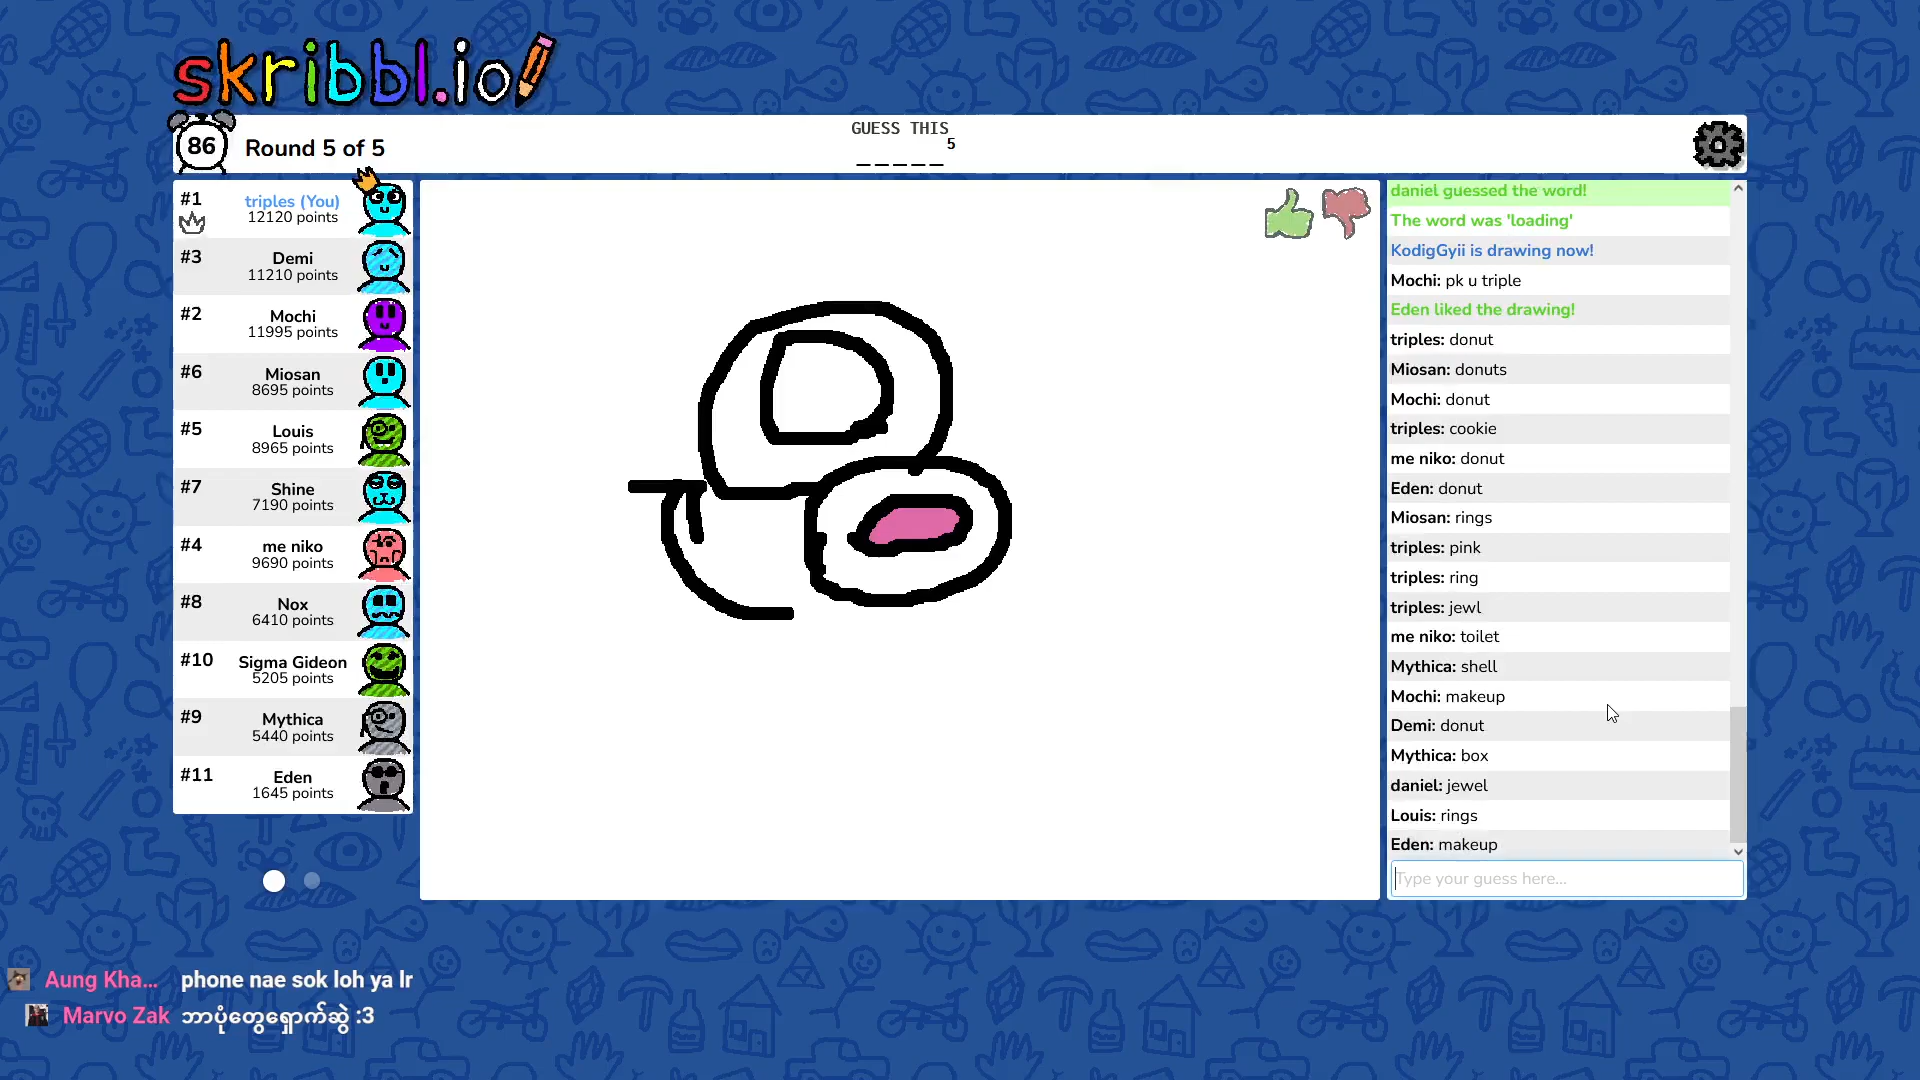 skribbl.io
86
Round 5 of 5
GUESS THIS
5
_ _ _ _ _
#1
triples (You)
12120 points
#3
Demi
11210 points
#2
Mochi
11995 points
#6
Miosan
8695 points
#5
Louis
8965 points
#7
Shine
7190 points
#4
me niko
9690 points
#8
Nox
6410 points
#10
Sigma Gideon
5205 points
#9
Mythica
5440 points
#11
Eden
1645 points
daniel guessed the word!
The word was 'loading'
KodigGyii is drawing now!
Mochi: pk u triple
Eden liked the drawing!
triples: donut
Miosan: donuts
Mochi: donut
triples: cookie
me niko: donut
Eden: donut
Miosan: rings
triples: pink
triples: ring
triples: jewl
me niko: toilet
Mythica: shell
Mochi: makeup
Demi: donut
Mythica: box
daniel: jewel
Louis: rings
Eden: makeup
Type your guess here...
Aung Kha... phone nae sok loh ya lr
Marvo Zak ဘာပုံတွေရှောက်ဆွဲ :3